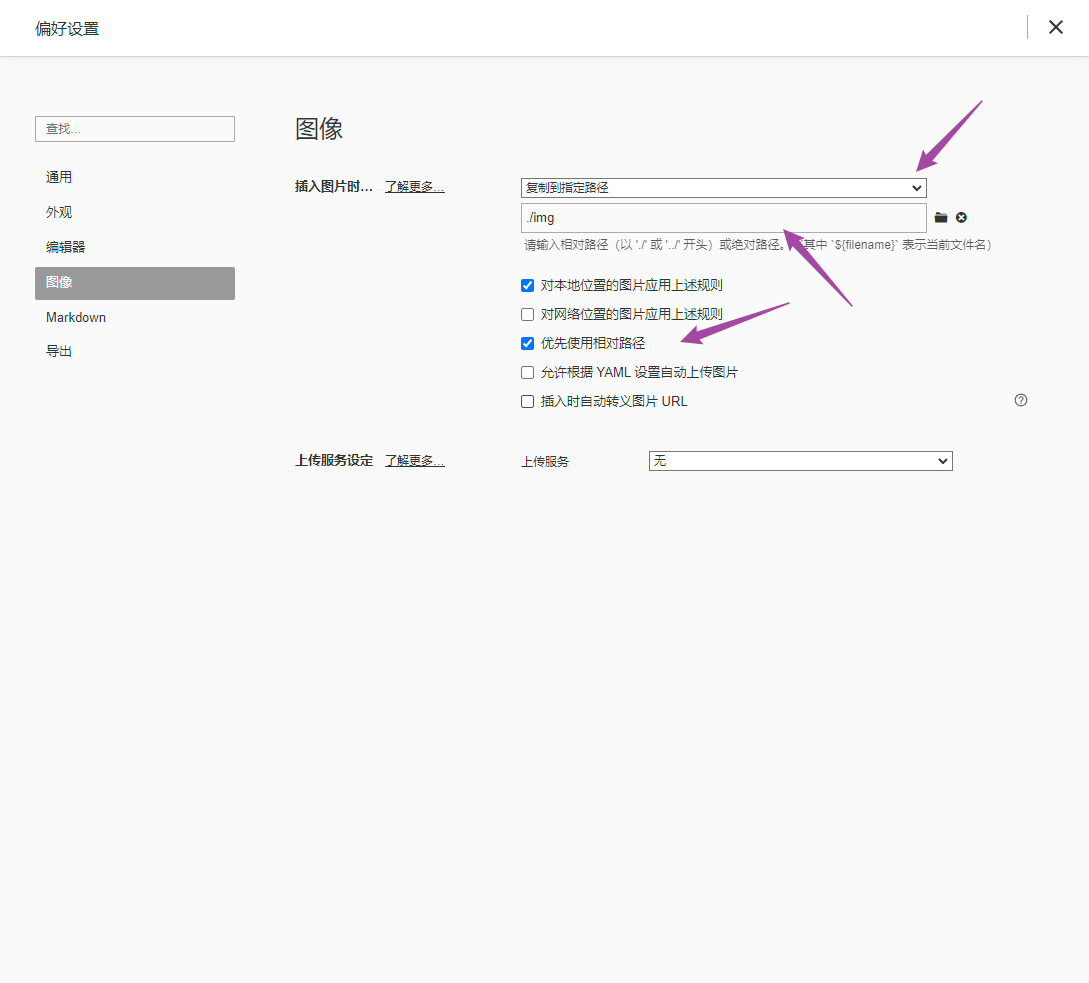 偏好设置
查找...
通用
外观
编辑器
图像
Markdown
导出
图像
插入图片时... 了解更多...
复制到指定路径
./img
请输入相对路径（以 './' 或 '../' 开头）或绝对路径。 其中 `${filename}` 表示当前文件名）
对本地位置的图片应用上述规则
对网络位置的图片应用上述规则
优先使用相对路径
允许根据 YAML 设置自动上传图片
插入时自动转义图片 URL
上传服务设定 了解更多...
上传服务 无